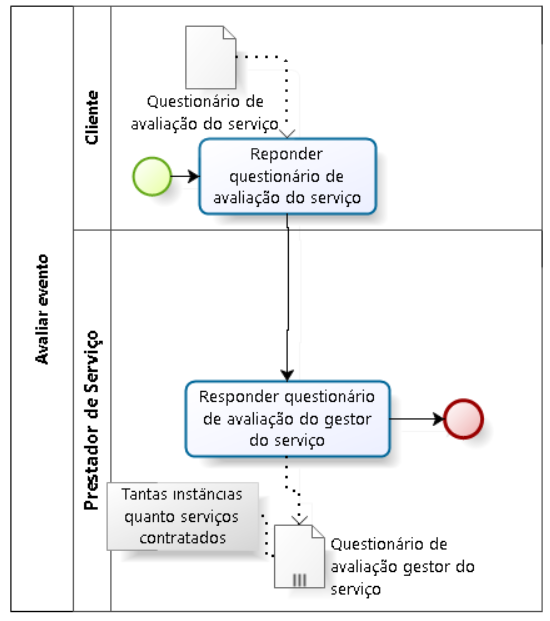 Avaliar evento
Cliente
Questionário de
avaliação do serviço
Reponder
questionário de
avaliação do serviço
Prestador de Serviço
Responder questionário
de avaliação do gestor
do serviço
Tantas instâncias
quanto serviços
contratados
Questionário de
avaliação gestor do
serviço